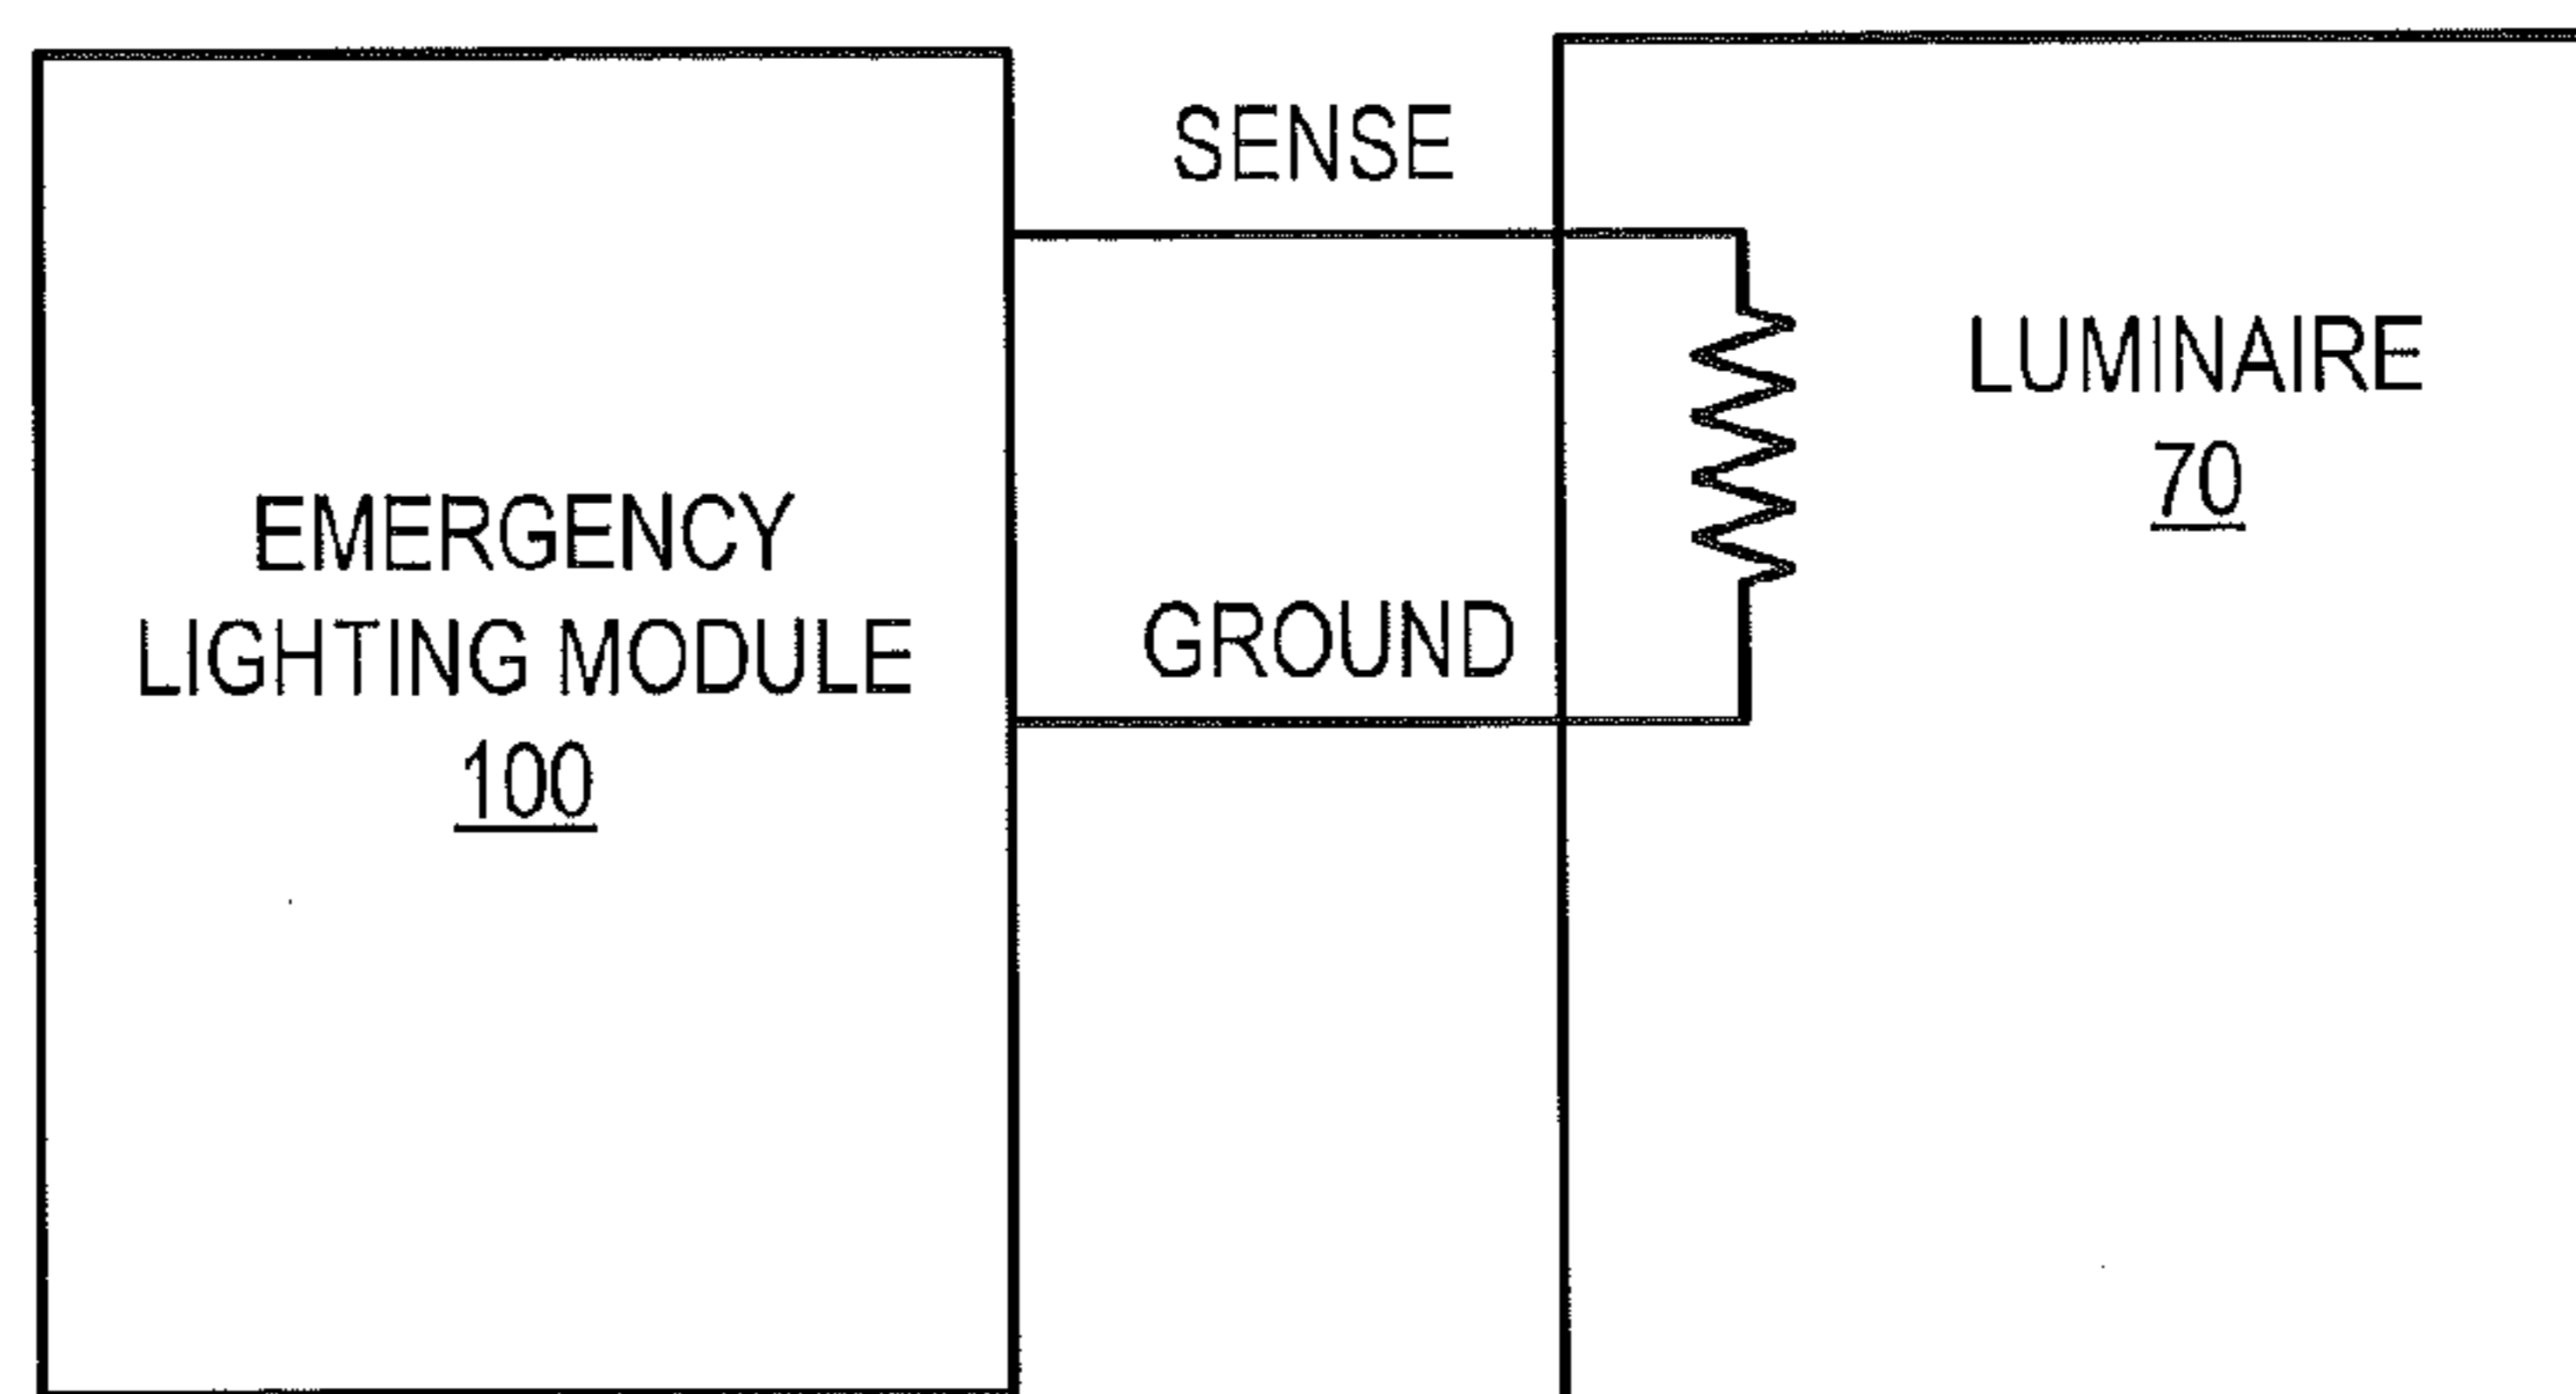 SENSE
LUMINAIRE
70
EMERGENCY
LIGHTING MODULE
100
GROUND